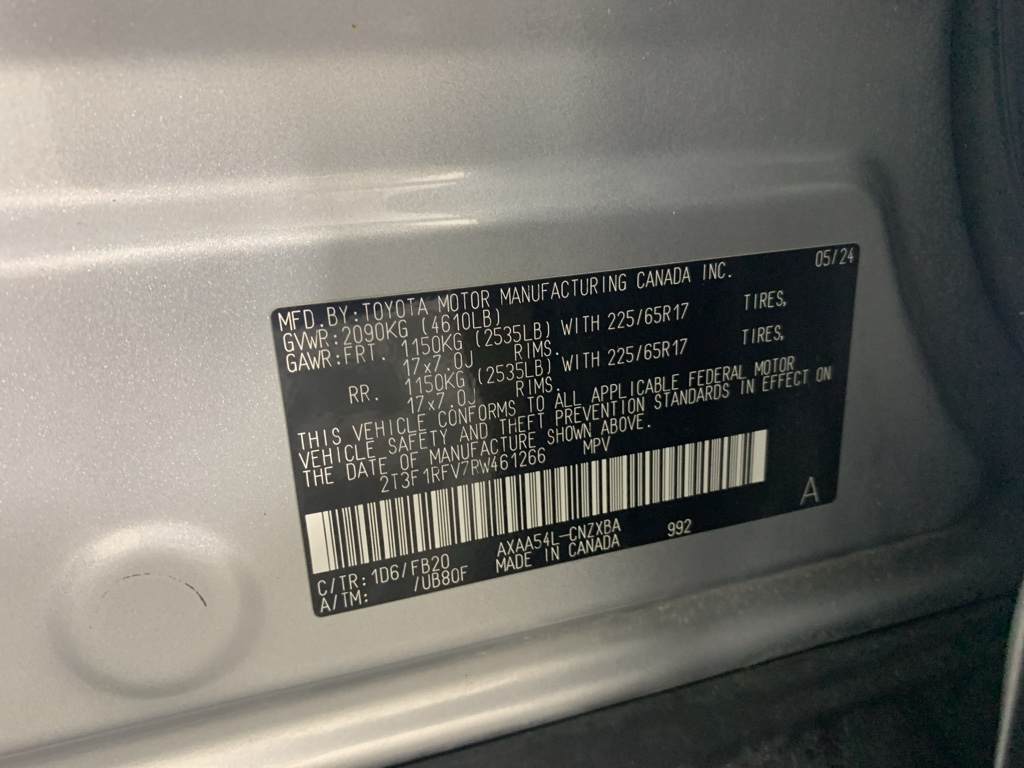 05/24
MFD.BY:TOYOTA MOTOR MANUFACTURING CANADA INC.
GVWR:2090KG (4610LB)
GAWR:FRT. 1150KG (2535LB) WITH 225/65R17 TIRES,
17x7.0J RIMS.
RR. 1150KG (2535LB) WITH 225/65R17 TIRES,
17x7.0J RIMS.
THIS VEHICLE CONFORMS TO ALL APPLICABLE FEDERAL MOTOR
VEHICLE SAFETY AND THEFT PREVENTION STANDARDS IN EFFECT ON
THE DATE OF MANUFACTURE SHOWN ABOVE.
2T3F1RFV7RW461266 MPV
A
C/TR:1D6/FB20 AXAA54L-CNZXBA 992
A/TM: /UB80F MADE IN CANADA